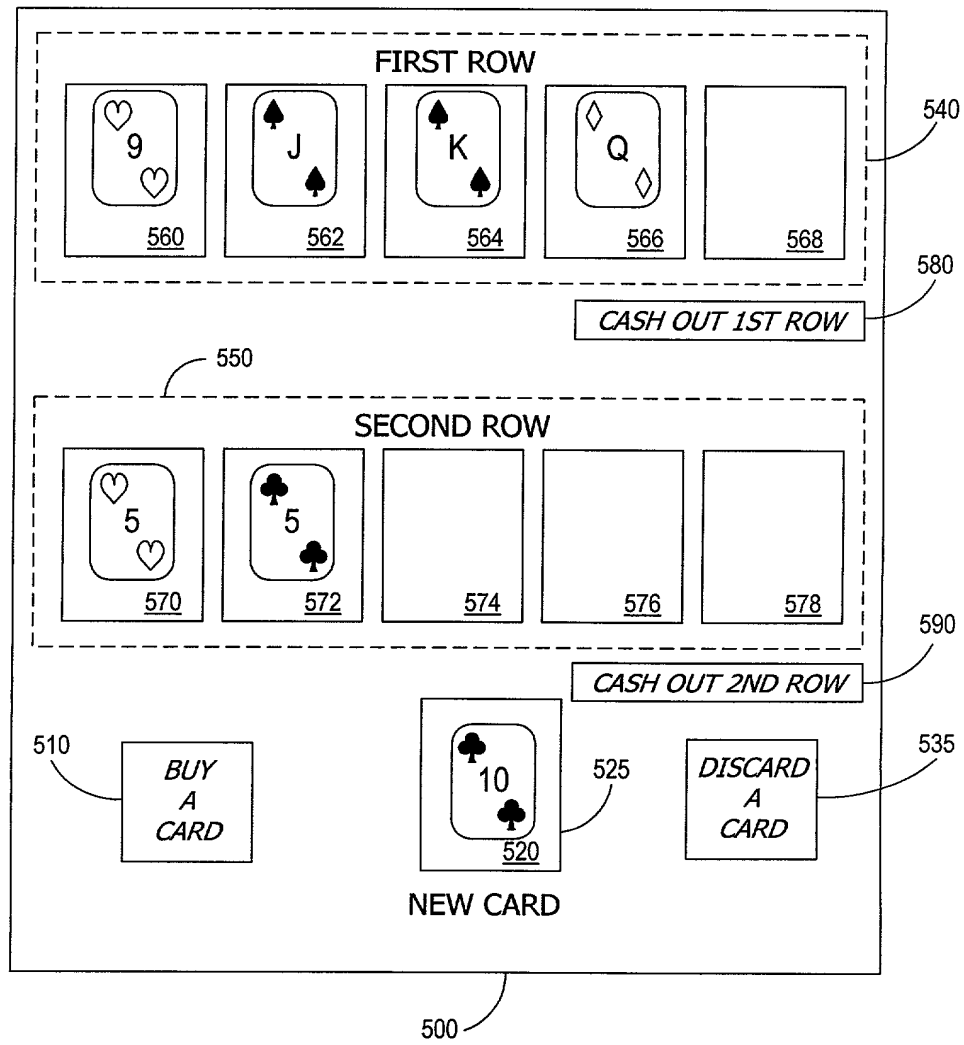 FIRST ROW
9 J K Q
560 562 564 566 568
540
580
CASH OUT 1ST ROW
550
SECOND ROW
5 5
570 572 574 576 578
590
CASH OUT 2ND ROW
510
BUY
A
CARD
10
520
525
535
DISCARD
A
CARD
NEW CARD
500